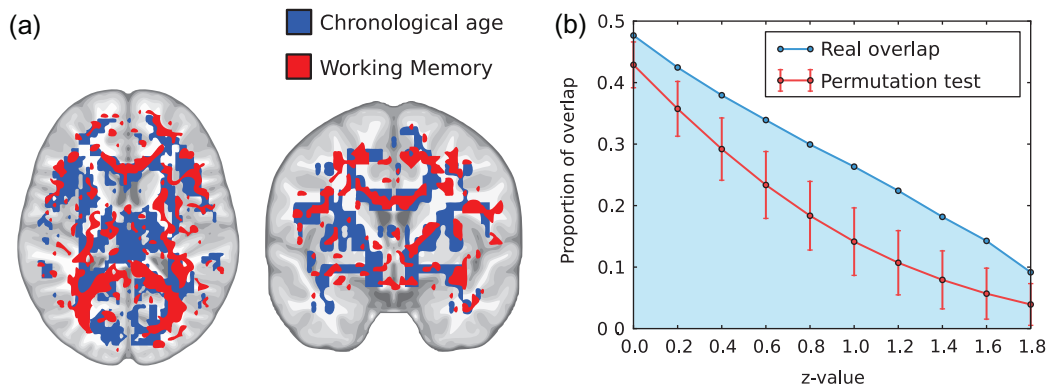 (a)
Chronological age
Working Memory
(b)
Real overlap
Permutation test
Proportion of overlap
0.5
0.4
0.3
0.2
0.1
0.0
0.0 0.2 0.4 0.6 0.8 1.0 1.2 1.4 1.6 1.8
z-value